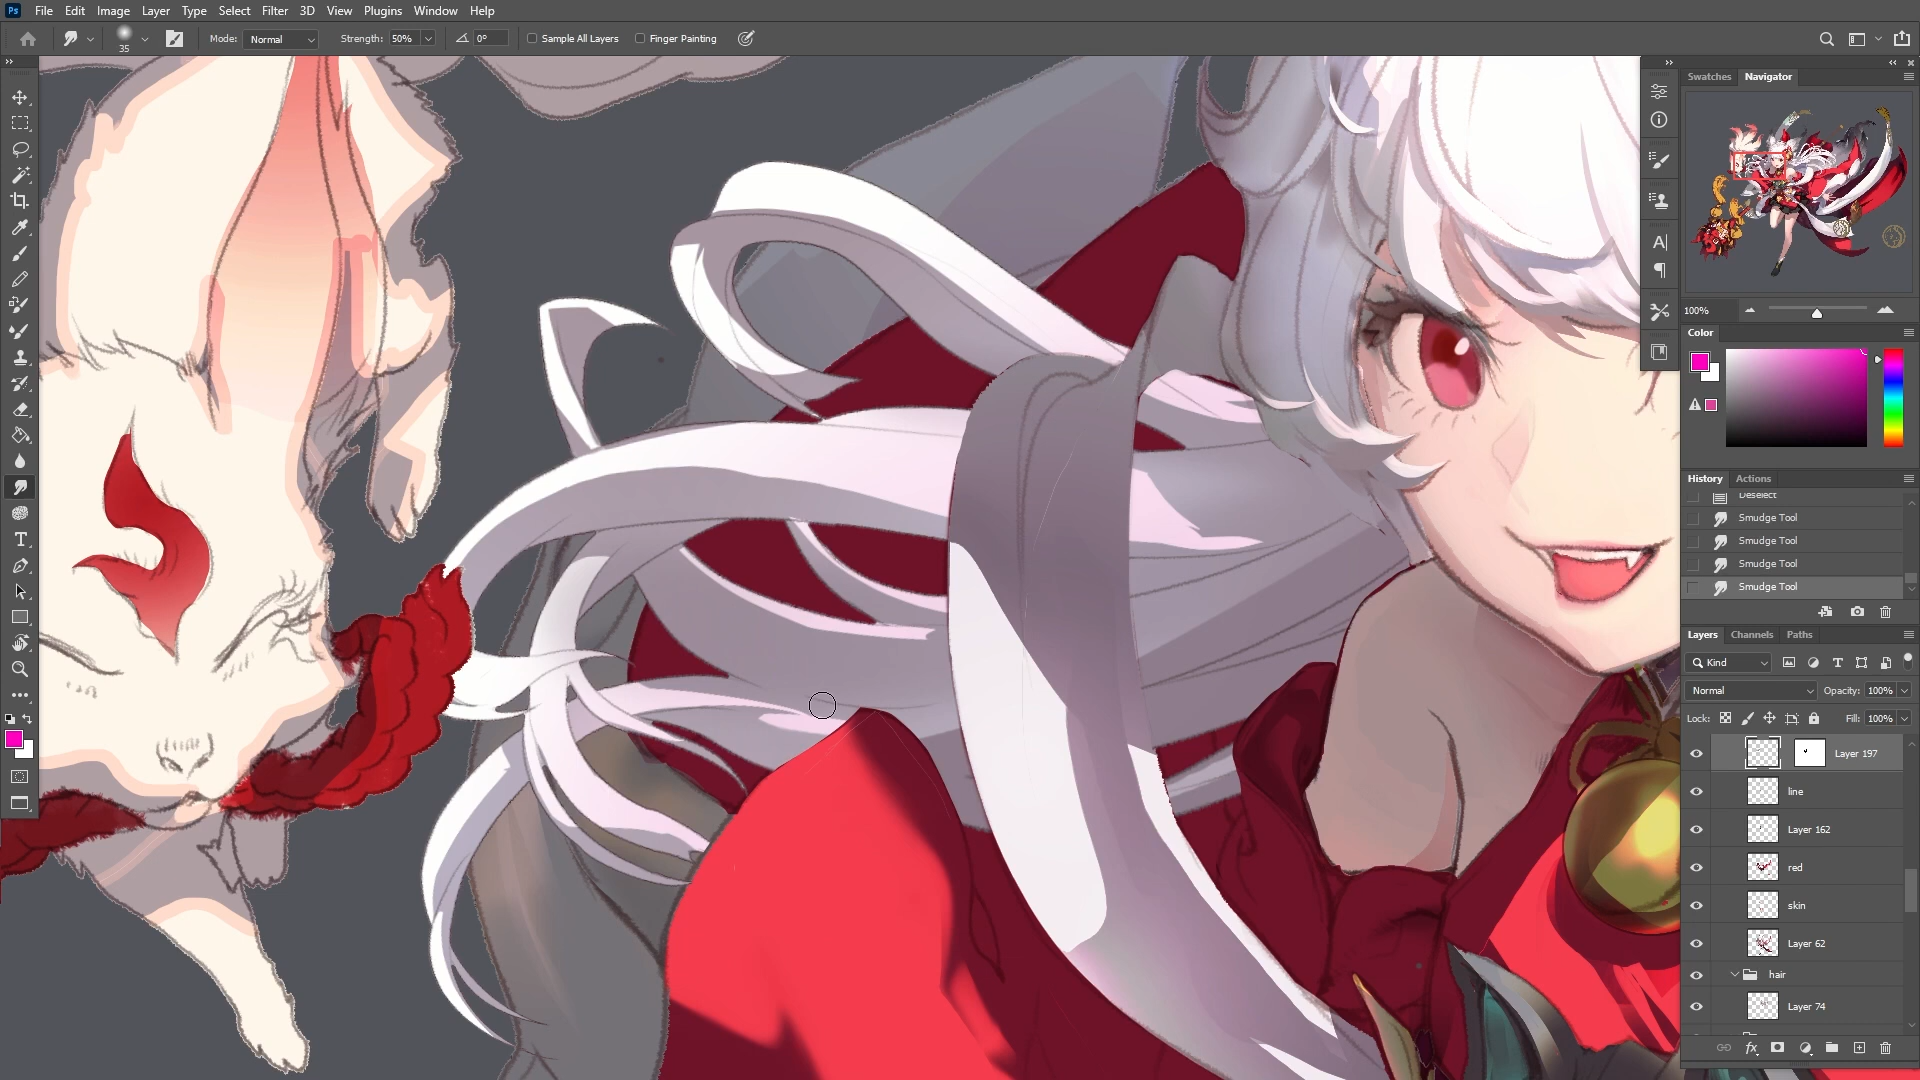 Ps File Edit Image Layer Type Select Filter 3D View Plugins Window Help
35 Mode: Normal Strength: 50% 0° Sample All Layers Finger Painting
Swatches Navigator
100%
Color
History Actions
Deselect
Smudge Tool
Smudge Tool
Smudge Tool
Smudge Tool
Layers Channels Paths
Kind
Normal Opacity: 100%
Lock: Fill: 100%
Layer 197
line
Layer 162
red
skin
Layer 62
hair
Layer 74